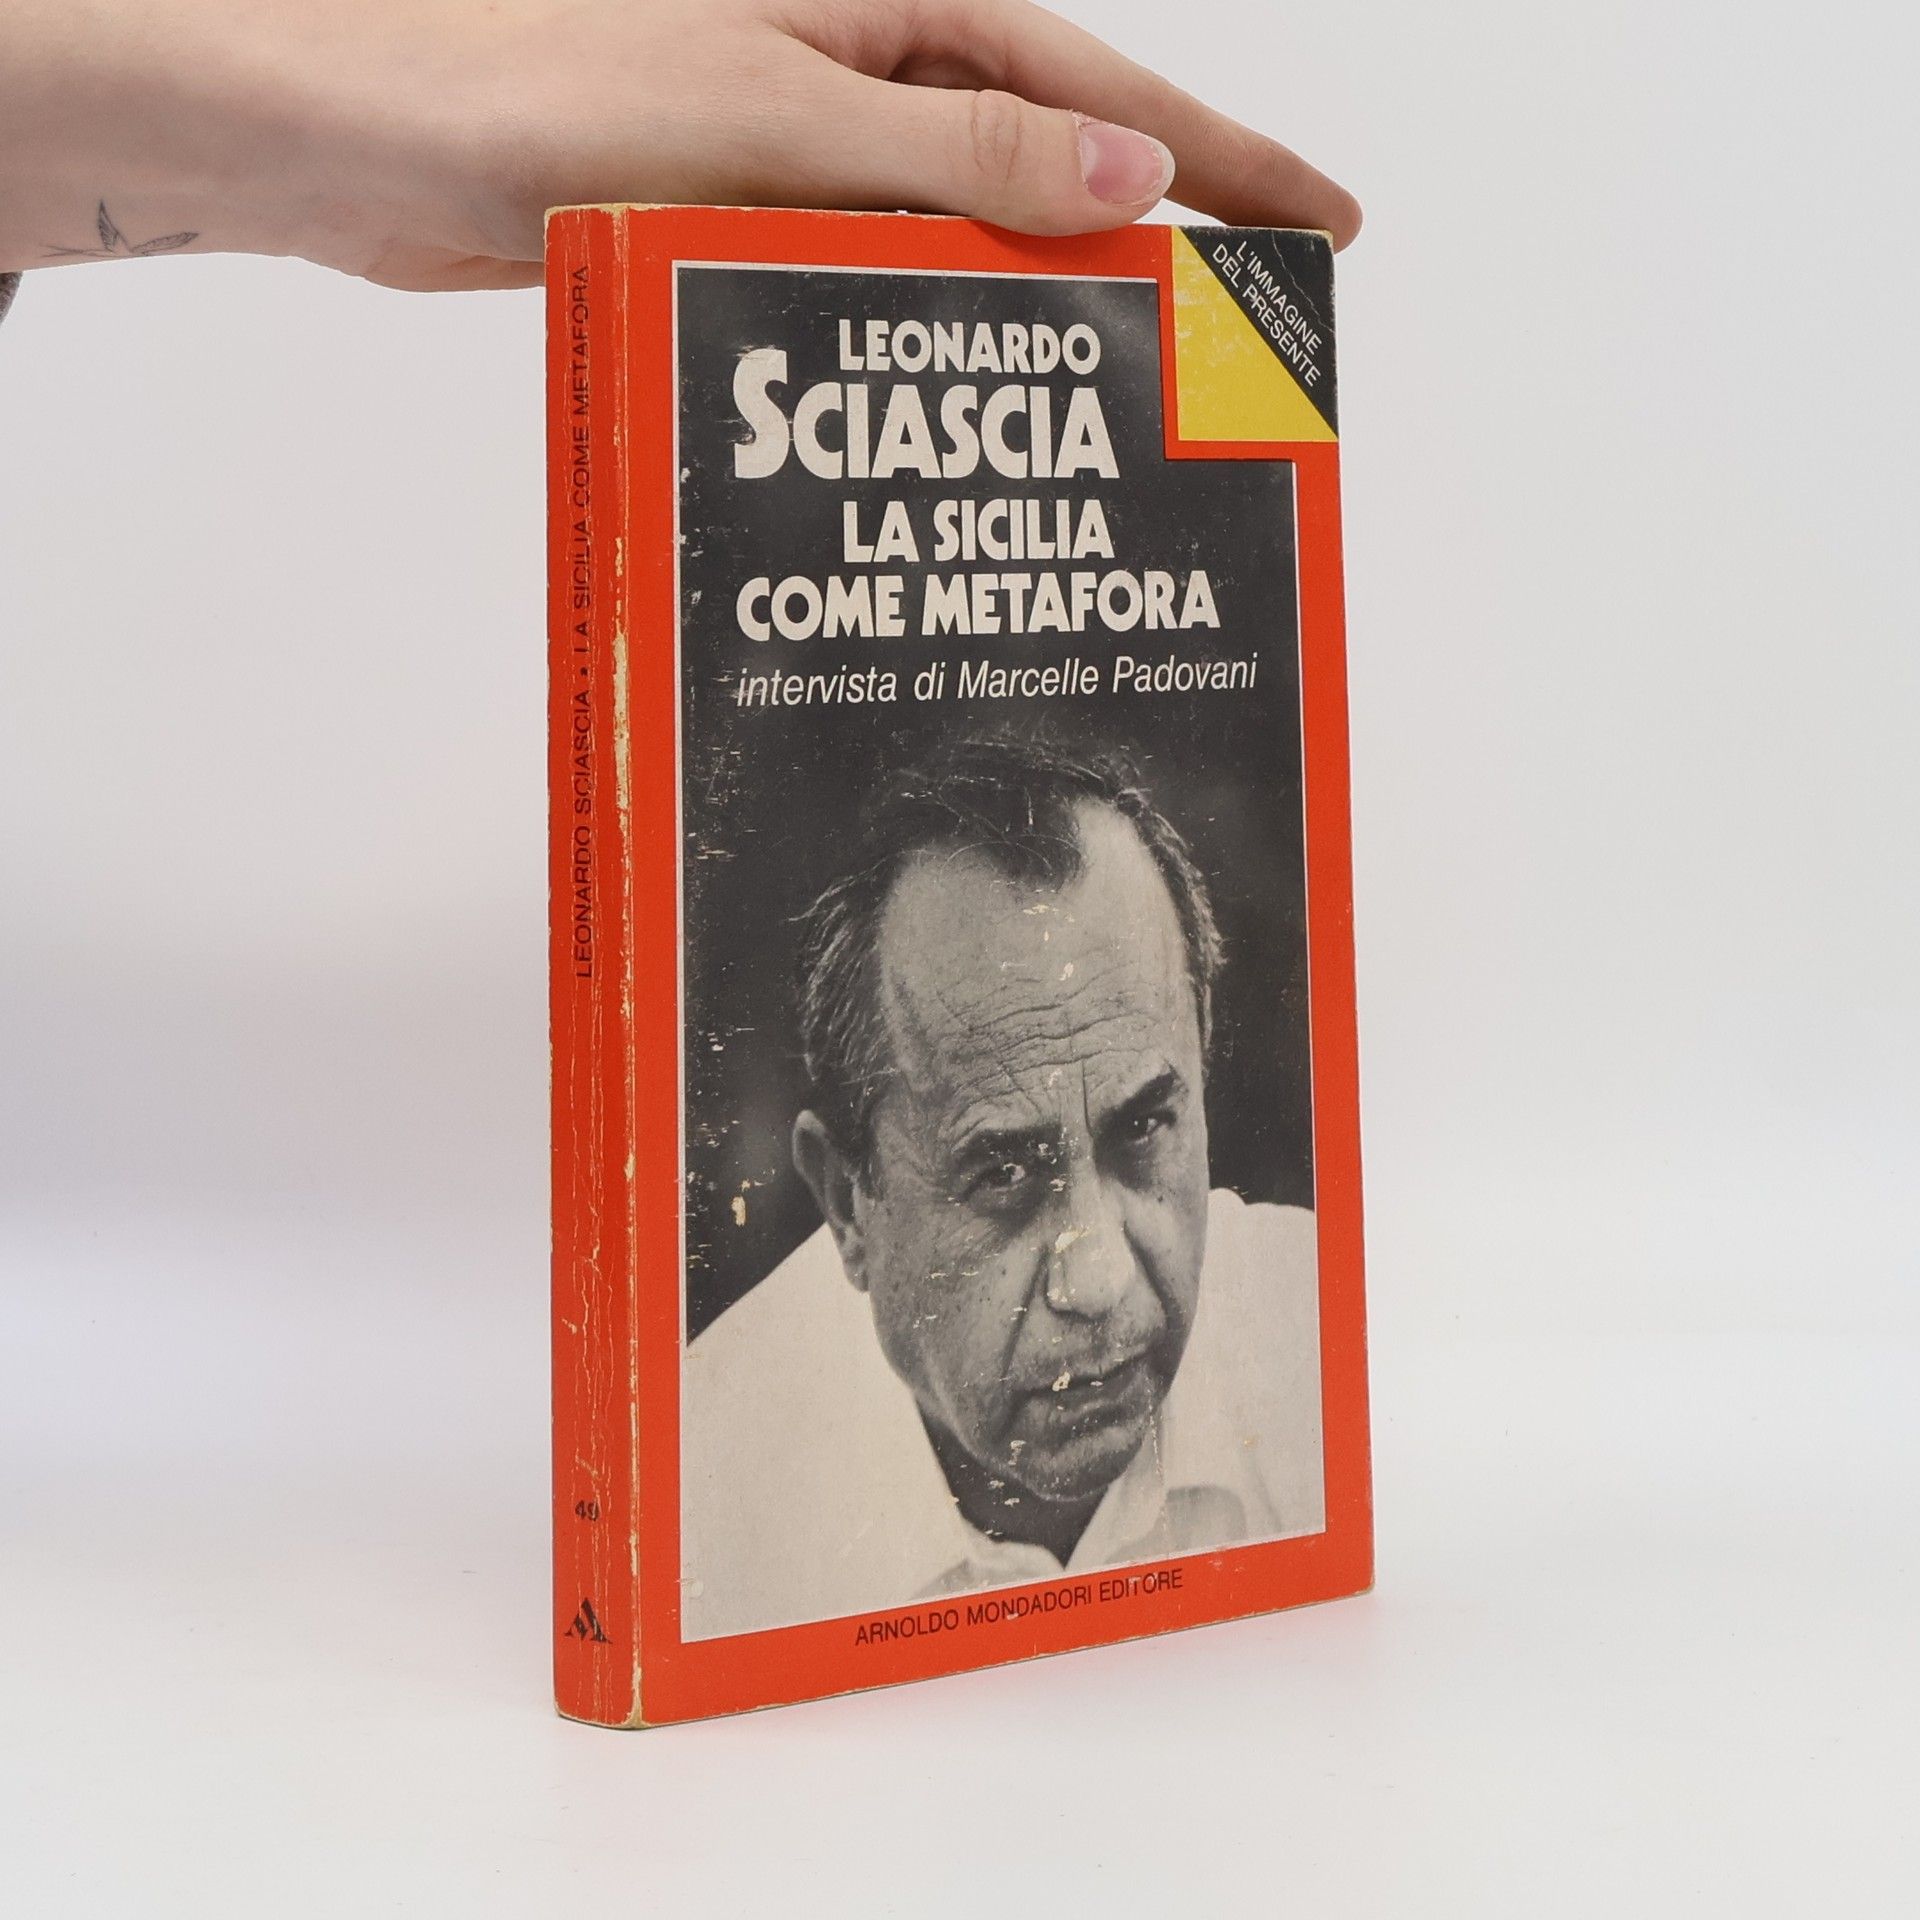 LEONARDO SCIASCIA • LA SICILIA COME METAFORA
49
L'IMMAGINE
DEL PRESENTE
LEONARDO
SCIASCIA
LA SICILIA
COME METAFORA
intervista di Marcelle Padovani
ARNOLDO MONDADORI EDITORE